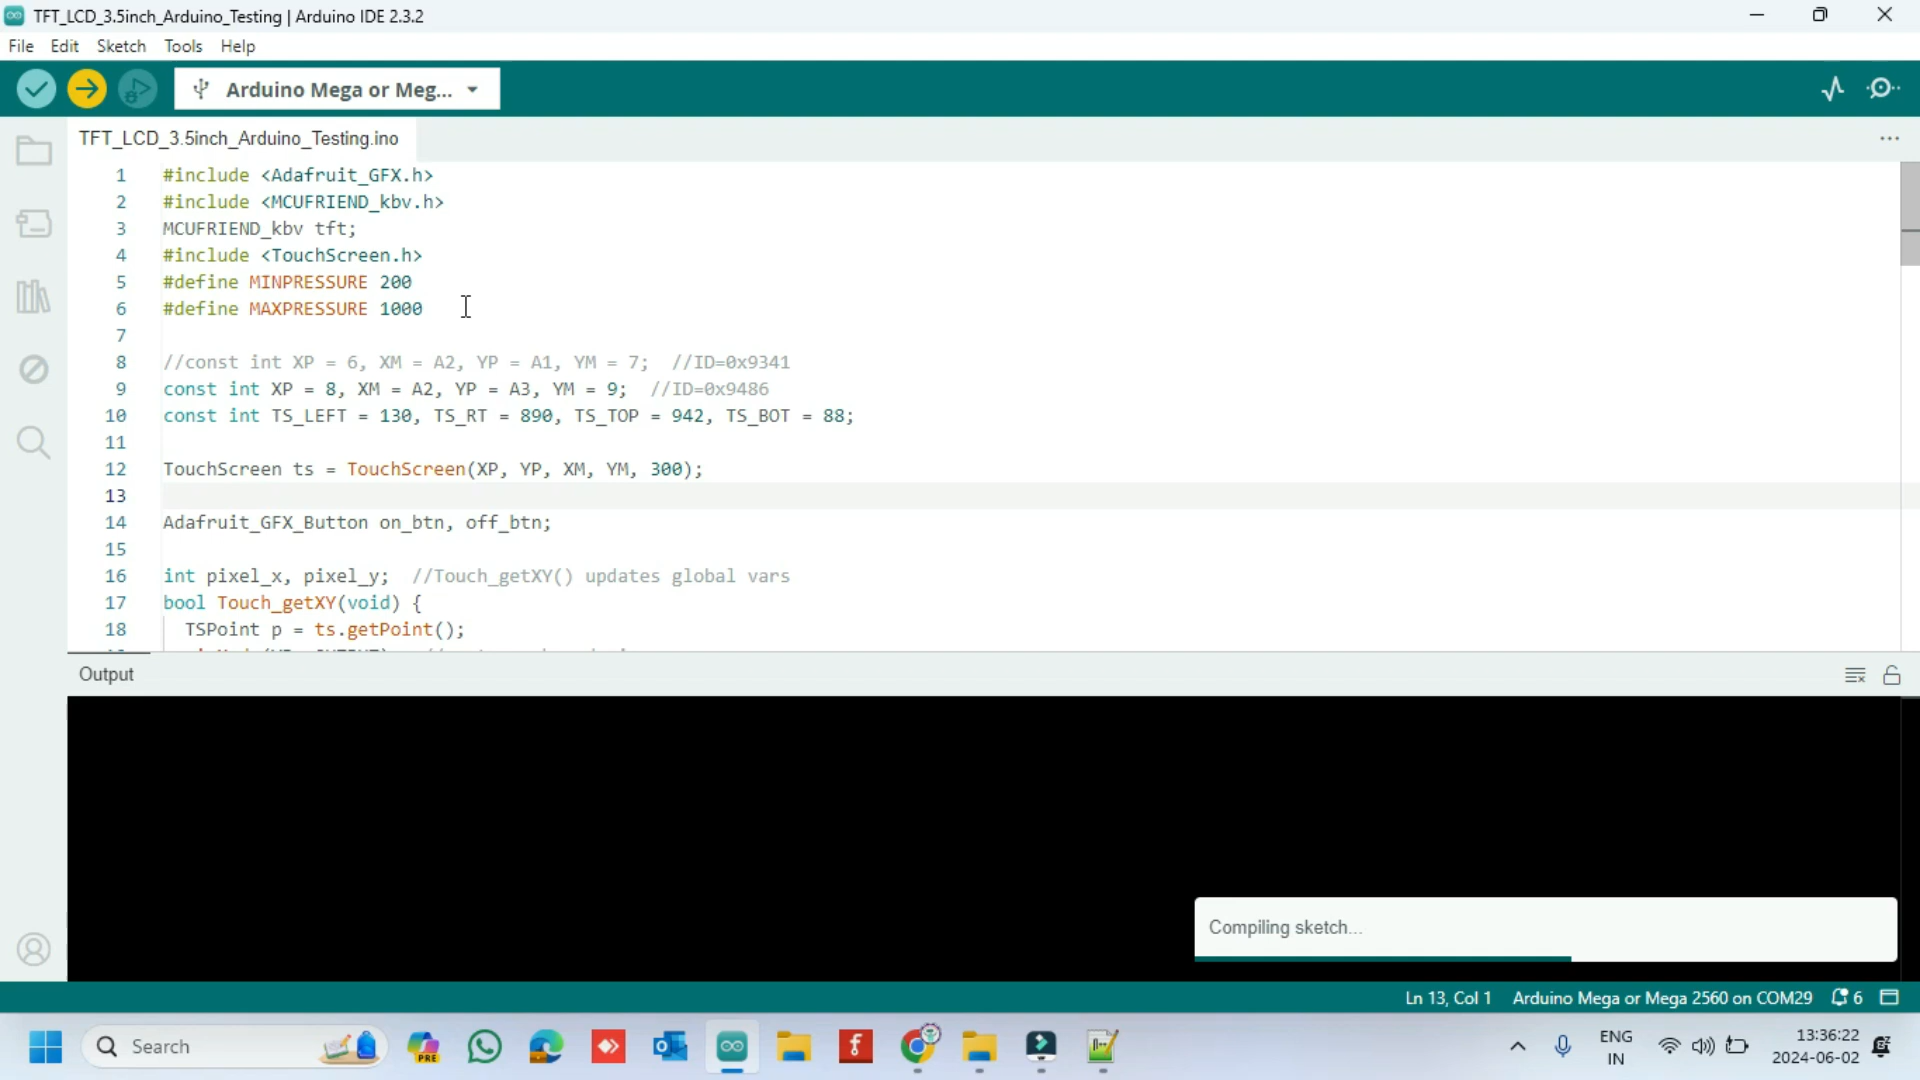 TFT_LCD_3.5inch_Arduino_Testing | Arduino IDE 2.3.2
File Edit Sketch Tools Help
Arduino Mega or Meg...
TFT_LCD_3.5inch_Arduino_Testing.ino
1 #include <Adafruit_GFX.h>
2 #include <MCUFRIEND_kbv.h>
3 MCUFRIEND_kbv tft;
4 #include <TouchScreen.h>
5 #define MINPRESSURE 200
6 #define MAXPRESSURE 1000
7
8 //const int XP = 6, XM = A2, YP = A1, YM = 7; //ID=0x9341
9 const int XP = 8, XM = A2, YP = A3, YM = 9; //ID=0x9486
10 const int TS_LEFT = 130, TS_RT = 890, TS_TOP = 942, TS_BOT = 88;
11
12 TouchScreen ts = TouchScreen(XP, YP, XM, YM, 300);
13
14 Adafruit_GFX_Button on_btn, off_btn;
15
16 int pixel_x, pixel_y; //Touch_getXY() updates global vars
17 bool Touch_getXY(void) {
18 TSPoint p = ts.getPoint();
Output
Compiling sketch...
Ln 13, Col 1 Arduino Mega or Mega 2560 on COM29 6
Search
PRE
ENG
IN
13:36:22
2024-06-02